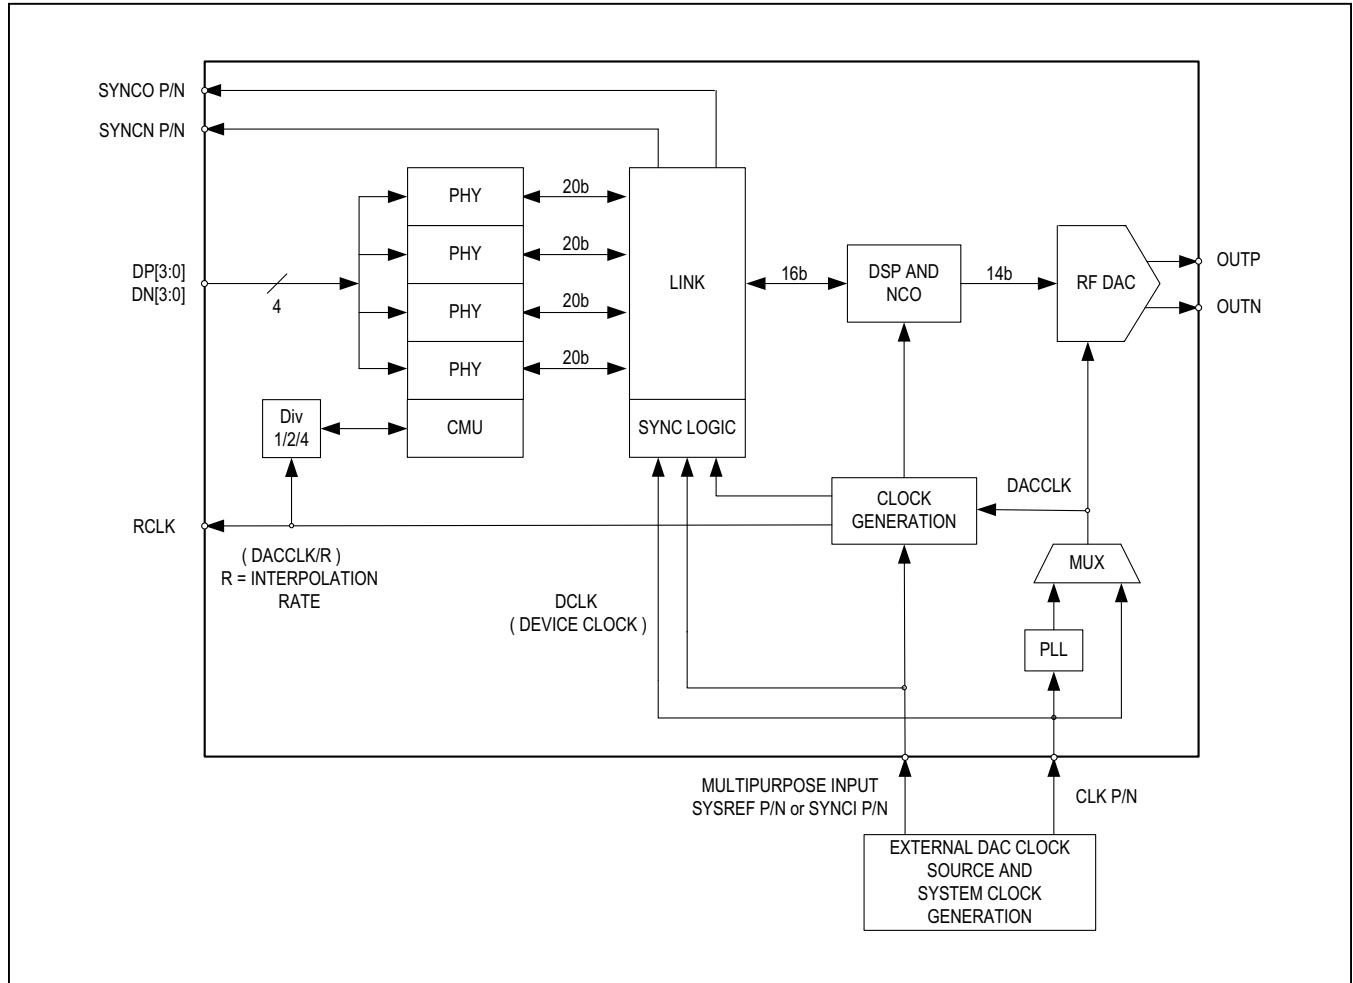 SYNCO P/N
SYNCN P/N
PHY
20b
PHY
20b
DP[3:0]
DN[3:0]
4
PHY
20b
PHY
20b
LINK
16b
DSP AND
NCO
14b
RF DAC
OUTP
OUTN
Div
1/2/4
CMU
SYNC LOGIC
RCLK
( DACCLK/R )
R = INTERPOLATION
RATE
CLOCK
GENERATION
DACCLK
MUX
DCLK
( DEVICE CLOCK )
PLL
MULTIPURPOSE INPUT
SYSREF P/N or SYNCI P/N
CLK P/N
EXTERNAL DAC CLOCK
SOURCE AND
SYSTEM CLOCK
GENERATION